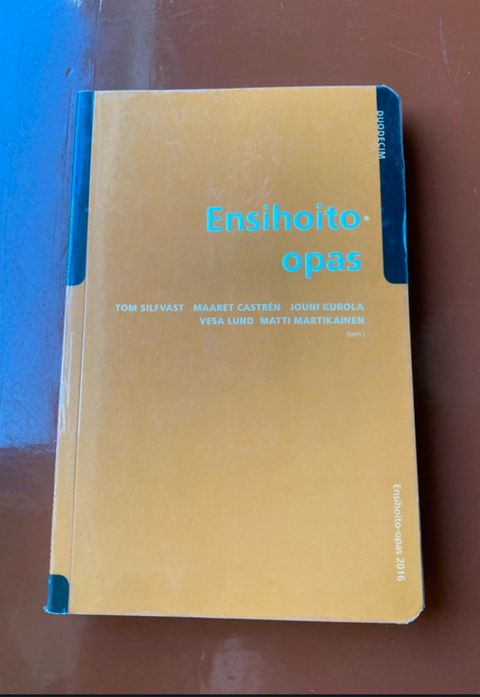 DUODECIM
Ensihoito-
opas
TOM SILFVAST MAARET CASTRÉN JOUNI KUROLA
VESA LUND MATTI MARTIKAINEN
(toim.)
Ensihoito-opas 2016